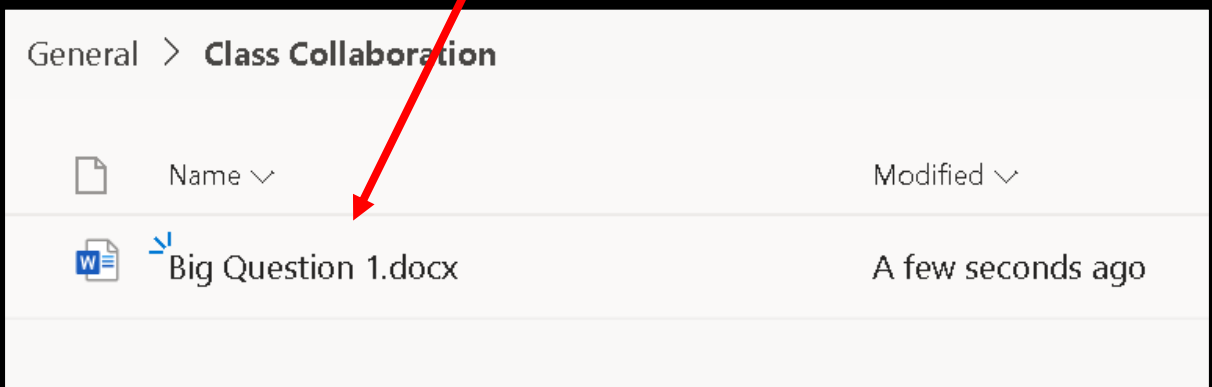 General > Class Collaboration
Name Modified
W Big Question 1.docx A few seconds ago